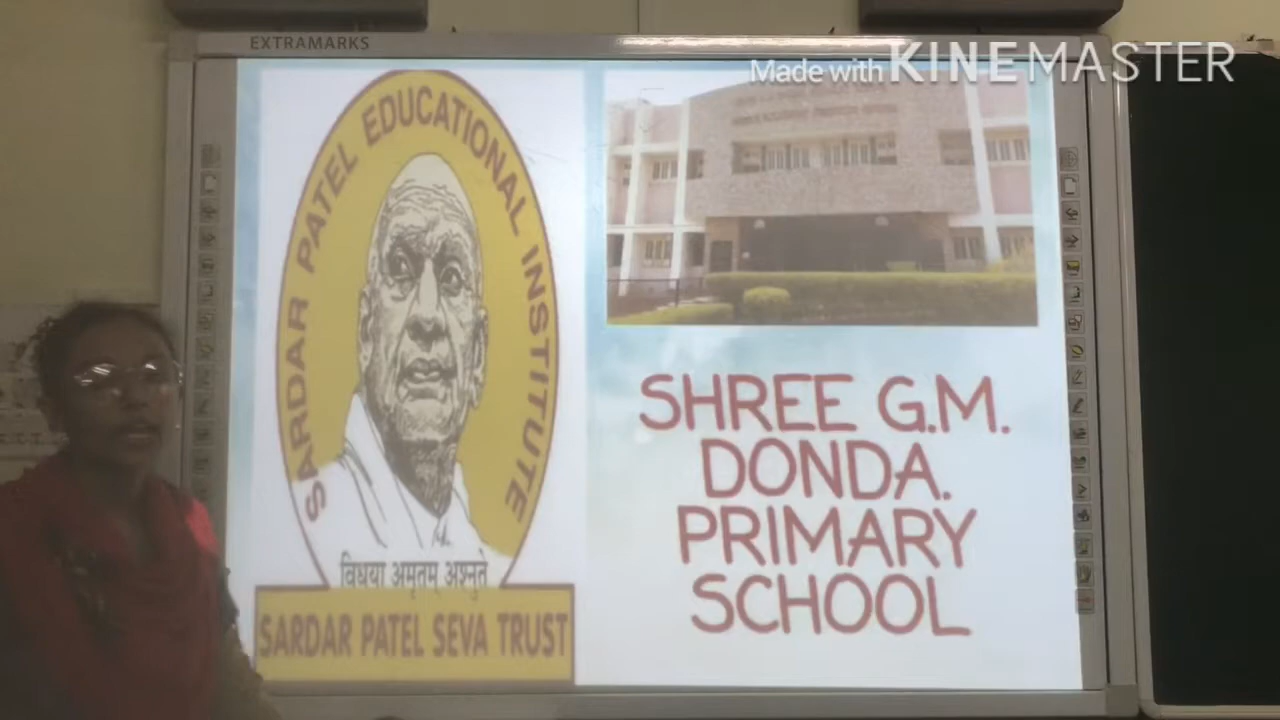 EXTRAMARKS
Made with KINEMASTER
SARDAR PATEL EDUCATIONAL INSTITUTE
विधया अमृतम् अश्नुते
SARDAR PATEL SEVA TRUST
SHREE G.M.
DONDA.
PRIMARY
SCHOOL